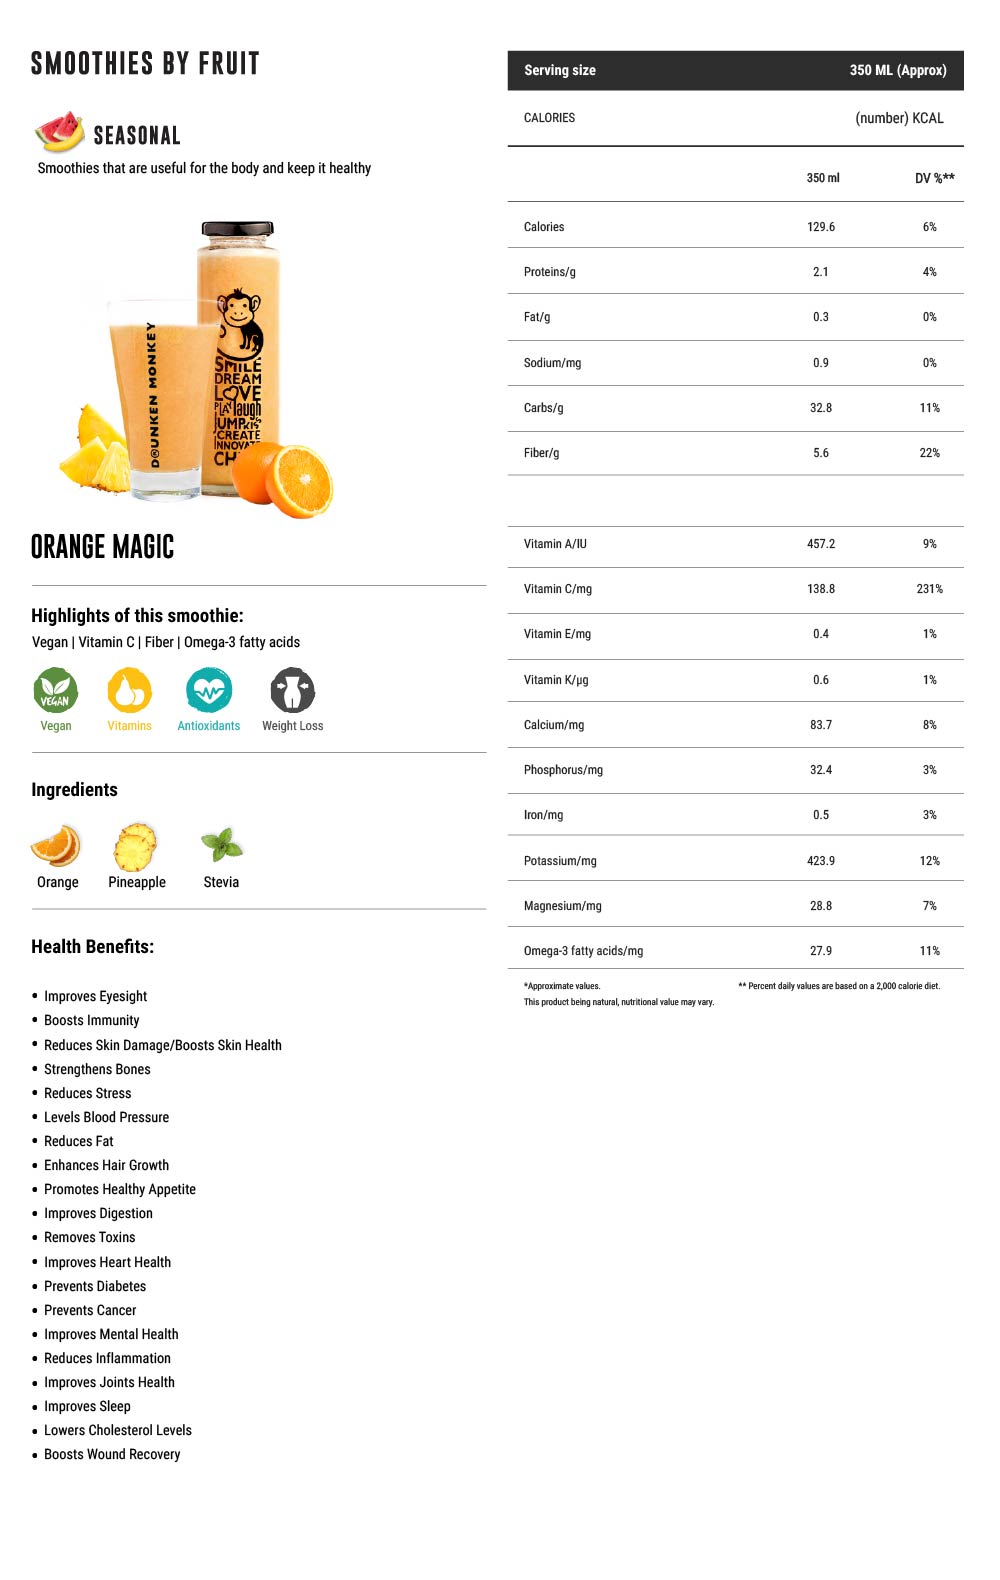 SMOOTHIES BY FRUIT
SEASONAL
Smoothies that are useful for the body and keep it healthy
DRUNKEN MONKEY
SMILE
DREAM
LOVE
PLAY laugh
JUMP KISS
CREATE
INNOVATE
CH
ORANGE MAGIC
Highlights of this smoothie:
Vegan | Vitamin C | Fiber | Omega-3 fatty acids
VEGAN
Vegan Vitamins Antioxidants Weight Loss
Ingredients
Orange Pineapple Stevia
Health Benefits:
• Improves Eyesight
• Boosts Immunity
• Reduces Skin Damage/Boosts Skin Health
• Strengthens Bones
• Reduces Stress
• Levels Blood Pressure
• Reduces Fat
• Enhances Hair Growth
• Promotes Healthy Appetite
• Improves Digestion
• Removes Toxins
• Improves Heart Health
• Prevents Diabetes
• Prevents Cancer
• Improves Mental Health
• Reduces Inflammation
• Improves Joints Health
• Improves Sleep
• Lowers Cholesterol Levels
• Boosts Wound Recovery
Serving size 350 ML (Approx)
CALORIES (number) KCAL
350 ml DV %**
Calories 129.6 6%
Proteins/g 2.1 4%
Fat/g 0.3 0%
Sodium/mg 0.9 0%
Carbs/g 32.8 11%
Fiber/g 5.6 22%
Vitamin A/IU 457.2 9%
Vitamin C/mg 138.8 231%
Vitamin E/mg 0.4 1%
Vitamin K/µg 0.6 1%
Calcium/mg 83.7 8%
Phosphorus/mg 32.4 3%
Iron/mg 0.5 3%
Potassium/mg 423.9 12%
Magnesium/mg 28.8 7%
Omega-3 fatty acids/mg 27.9 11%
*Approximate values. ** Percent daily values are based on a 2,000 calorie diet.
This product being natural, nutritional value may vary.